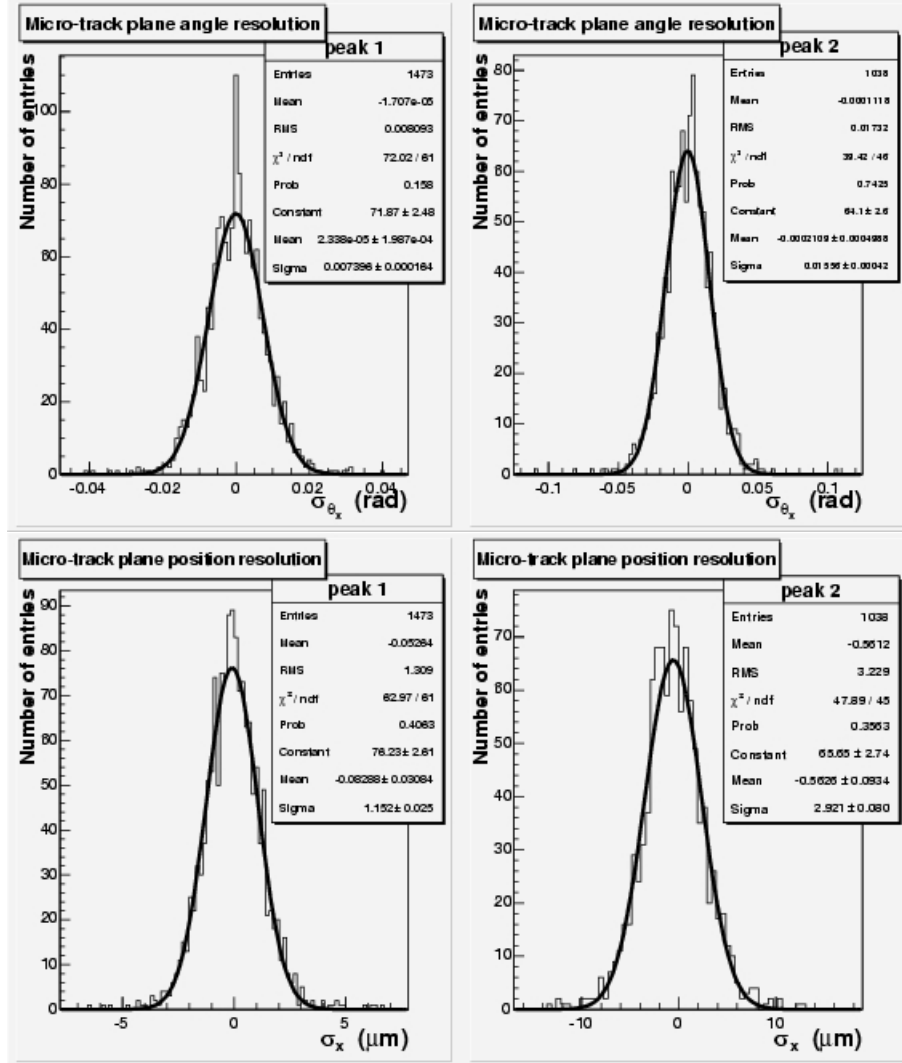 Micro-track plane angle resolution
peak 1
Entries 1473
Mean -1.707e-05
RMS 0.008093
χ² / ndf 72.02 / 61
Prob 0.158
Constant 71.87 ± 2.48
Mean 2.338e-05 ± 1.987e-04
Sigma 0.007396 ± 0.000164
Number of entries
100
80
60
40
20
0
-0.04 -0.02 0 0.02 0.04
σθx (rad)
Micro-track plane angle resolution
peak 2
Entries 1038
Mean -0.0001118
RMS 0.01732
χ² / ndf 39.42 / 46
Prob 0.7425
Constant 64.1 ± 2.6
Mean -0.0002109 ± 0.0004988
Sigma 0.01556 ± 0.00042
Number of entries
80
70
60
50
40
30
20
10
0
-0.1 -0.05 0 0.05 0.1
σθx (rad)
Micro-track plane position resolution
peak 1
Entries 1473
Mean -0.05264
RMS 1.309
χ² / ndf 62.97 / 61
Prob 0.4063
Constant 76.23 ± 2.61
Mean -0.08288 ± 0.03084
Sigma 1.152 ± 0.025
Number of entries
90
80
70
60
50
40
30
20
10
0
-5 0 5
σx (μm)
Micro-track plane position resolution
peak 2
Entries 1038
Mean -0.5612
RMS 3.229
χ² / ndf 47.89 / 45
Prob 0.3563
Constant 65.65 ± 2.74
Mean -0.5626 ± 0.0934
Sigma 2.921 ± 0.080
Number of entries
70
60
50
40
30
20
10
0
-10 0 10
σx (μm)